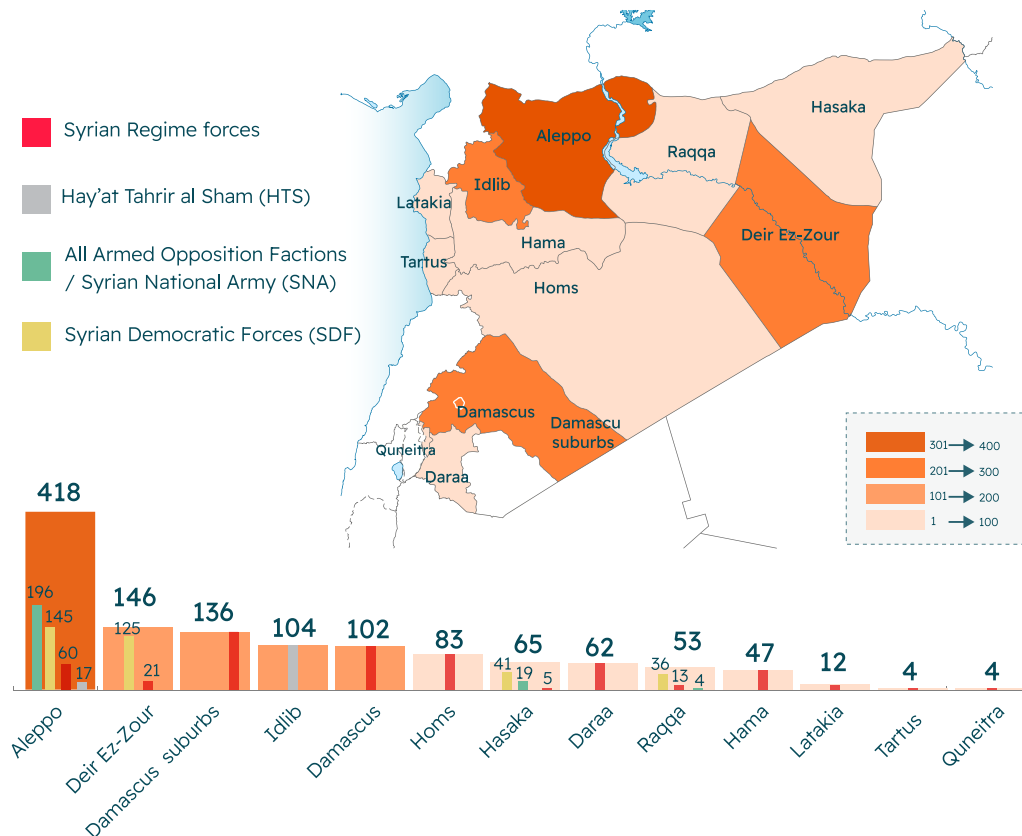 Syrian Regime forces
Hay'at Tahrir al Sham (HTS)
All Armed Opposition Factions
/ Syrian National Army (SNA)
Syrian Democratic Forces (SDF)
Hasaka
Aleppo
Raqqa
Idlib
Latakia
Deir Ez-Zour
Hama
Tartus
Homs
Damascus
Damascu
suburbs
Quneitra
Daraa
301 → 400
201 → 300
101 → 200
1 → 100
418
196
145
60
17
146
125
21
136
104
102
83
65
41
19
5
62
53
36
13
4
47
12
4
4
Aleppo
Deir Ez-Zour
Damascus suburbs
Idlib
Damascus
Homs
Hasaka
Daraa
Raqqa
Hama
Latakia
Tartus
Quneitra